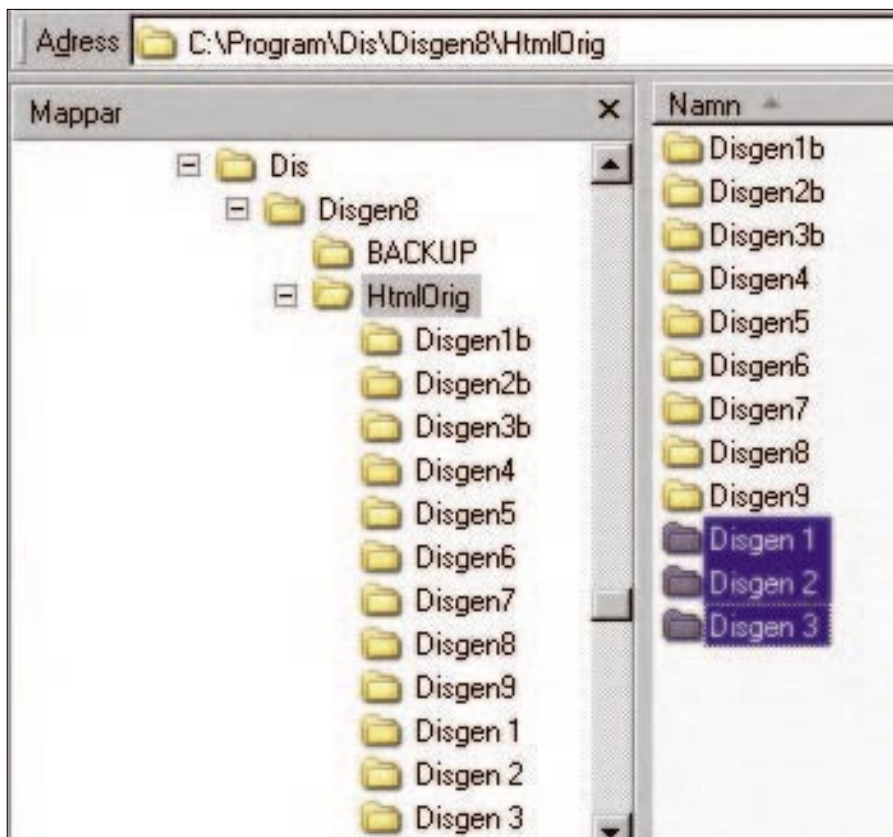 Adress C:\Program\Dis\Disgen8\HtmlOrig
Mappar
Dis
Disgen8
BACKUP
HtmlOrig
Disgen1b
Disgen2b
Disgen3b
Disgen4
Disgen5
Disgen6
Disgen7
Disgen8
Disgen9
Disgen 1
Disgen 2
Disgen 3
Namn
Disgen1b
Disgen2b
Disgen3b
Disgen4
Disgen5
Disgen6
Disgen7
Disgen8
Disgen9
Disgen 1
Disgen 2
Disgen 3